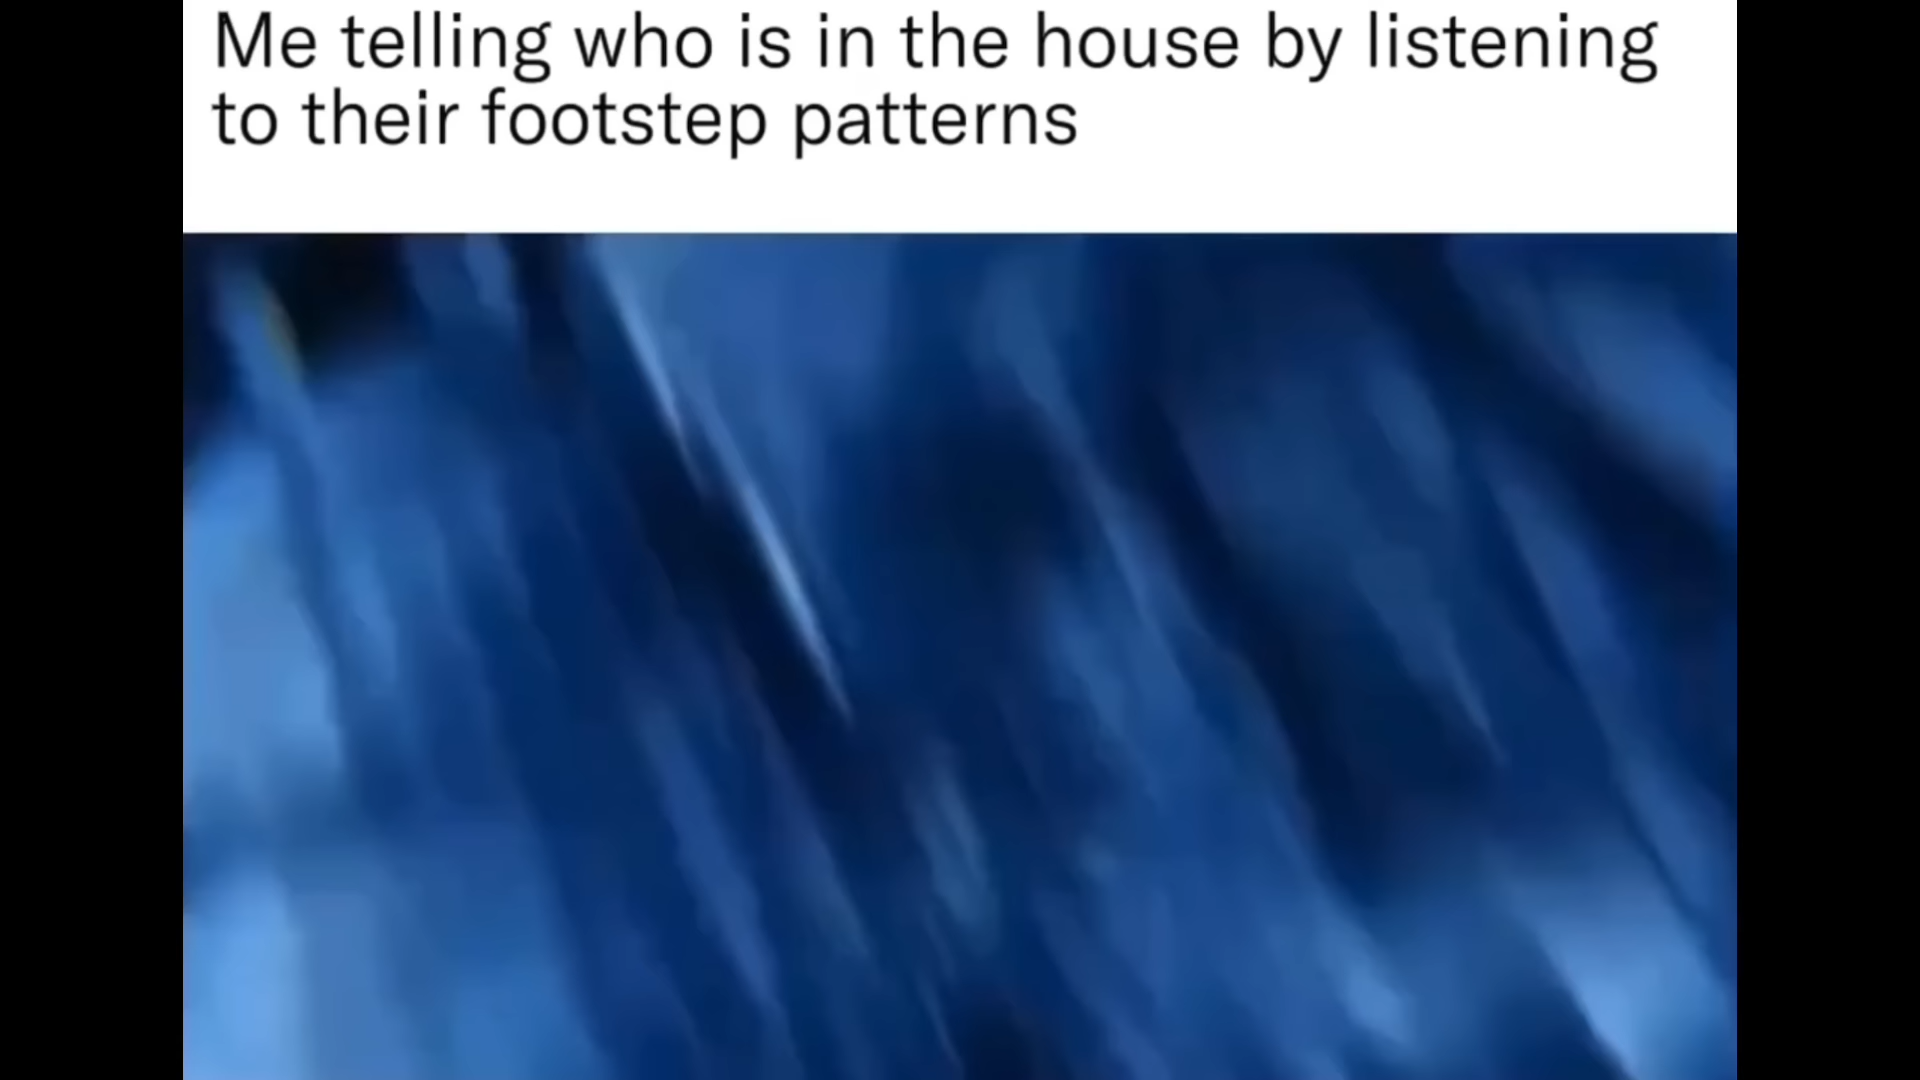 Me telling who is in the house by listening
to their footstep patterns